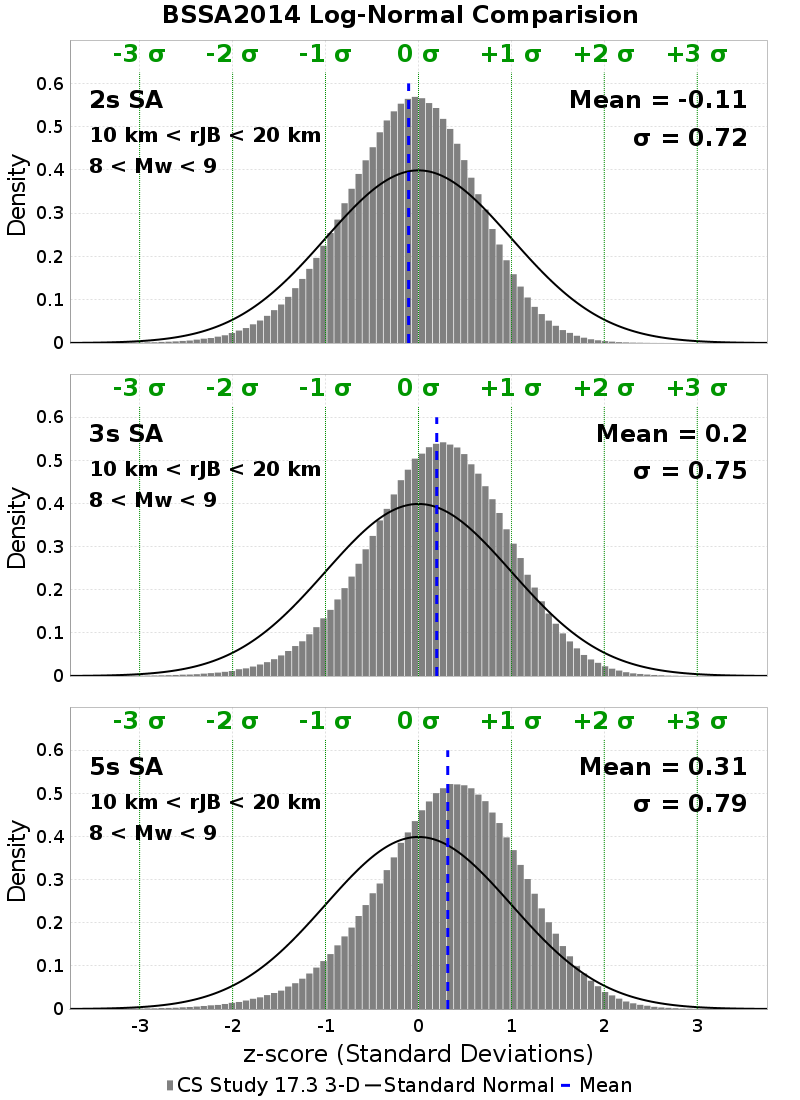 BSSA2014 Log-Normal Comparision
-3 σ -2 σ -1 σ 0 σ +1 σ +2 σ +3 σ
2s SA
10 km < rJB < 20 km
8 < Mw < 9
Mean = -0.11
σ = 0.72
Density
0.6
0.5
0.4
0.3
0.2
0.1
0
-3 σ -2 σ -1 σ 0 σ +1 σ +2 σ +3 σ
3s SA
10 km < rJB < 20 km
8 < Mw < 9
Mean = 0.2
σ = 0.75
Density
0.6
0.5
0.4
0.3
0.2
0.1
0
-3 σ -2 σ -1 σ 0 σ +1 σ +2 σ +3 σ
5s SA
10 km < rJB < 20 km
8 < Mw < 9
Mean = 0.31
σ = 0.79
Density
0.6
0.5
0.4
0.3
0.2
0.1
0
-3 -2 -1 0 1 2 3
z-score (Standard Deviations)
CS Study 17.3 3-D Standard Normal Mean